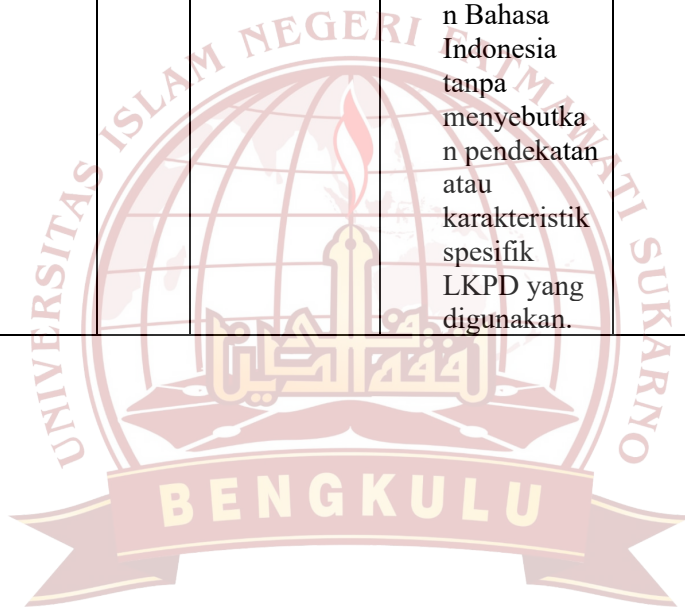 n Bahasa
Indonesia
tanpa
menyebutka
n pendekatan
atau
karakteristik
spesifik
LKPD yang
digunakan.
UNIVERSITAS ISLAM NEGERI FATMAWATI SUKARNO
BENGKULU